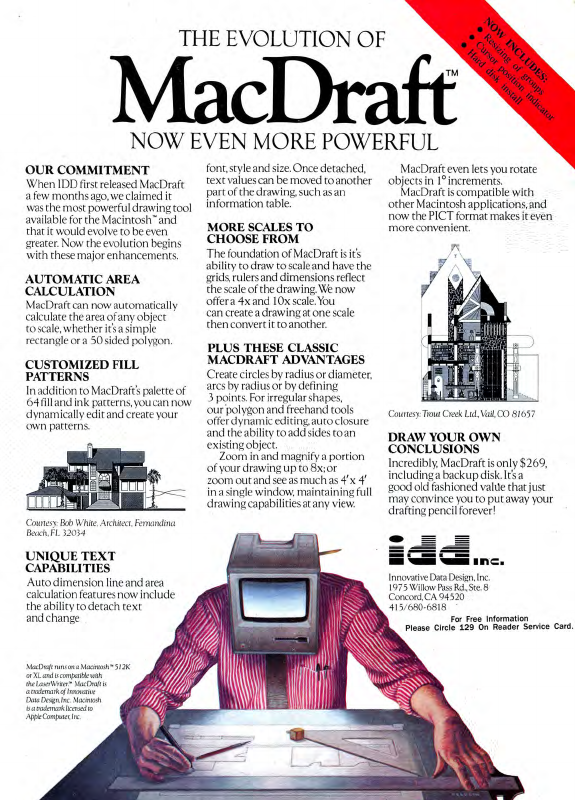 THE EVOLUTION OF
MacDraft™
NOW EVEN MORE POWERFUL
NOW INCLUDES:
• Resizing of groups
• Cursor position indicator
• Hard disk install
OUR COMMITMENT
When IDD first released MacDraft
a few months ago, we claimed it
was the most powerful drawing tool
available for the Macintosh™ and
that it would evolve to be even
greater. Now the evolution begins
with these major enhancements.
AUTOMATIC AREA
CALCULATION
MacDraft can now automatically
calculate the area of any object
to scale, whether it's a simple
rectangle or a 50 sided polygon.
CUSTOMIZED FILL
PATTERNS
In addition to MacDraft's palette of
64 fill and ink patterns, you can now
dynamically edit and create your
own patterns.
Courtesy: Bob White, Architect, Fernandina
Beach, FL 32034
UNIQUE TEXT
CAPABILITIES
Auto dimension line and area
calculation features now include
the ability to detach text
and change
MacDraft runs on a Macintosh™ 512K
or XL and is compatible with
the LaserWriter.™ MacDraft is
a trademark of Innovative
Data Design, Inc. Macintosh
is a trademark licensed to
Apple Computer, Inc.
font, style and size. Once detached,
text values can be moved to another
part of the drawing, such as an
information table.
MORE SCALES TO
CHOOSE FROM
The foundation of MacDraft is it's
ability to draw to scale and have the
grids, rulers and dimensions reflect
the scale of the drawing. We now
offer a 4x and 10x scale. You
can create a drawing at one scale
then convert it to another.
PLUS THESE CLASSIC
MACDRAFT ADVANTAGES
Create circles by radius or diameter,
arcs by radius or by defining
3 points. For irregular shapes,
our polygon and freehand tools
offer dynamic editing, auto closure
and the ability to add sides to an
existing object.
Zoom in and magnify a portion
of your drawing up to 8x; or
zoom out and see as much as 4' x 4'
in a single window, maintaining full
drawing capabilities at any view.
MacDraft even lets you rotate
objects in 1° increments.
MacDraft is compatible with
other Macintosh applications, and
now the PICT format makes it even
more convenient.
Courtesy: Trout Creek Ltd., Vail, CO 81657
DRAW YOUR OWN
CONCLUSIONS
Incredibly, MacDraft is only $269,
including a backup disk. It's a
good old fashioned value that just
may convince you to put away your
drafting pencil forever!
idd inc.
Innovative Data Design, Inc.
1975 Willow Pass Rd., Ste. 8
Concord, CA 94520
415/680-6818
For Free Information
Please Circle 129 On Reader Service Card.